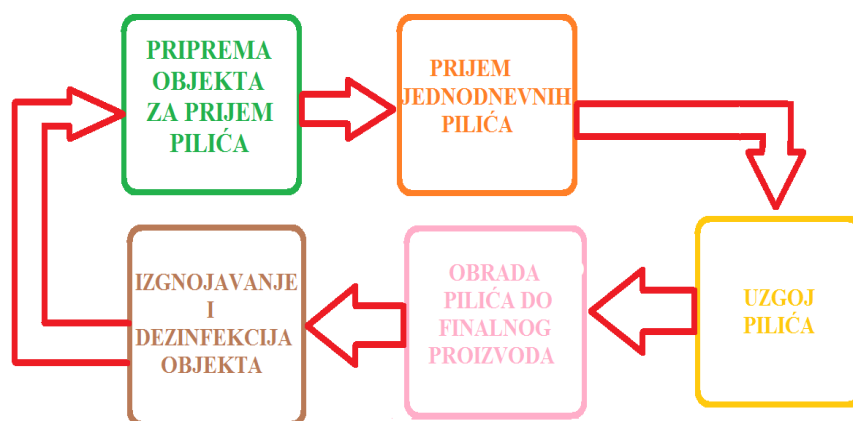 PRIPREMA
OBJEKTA
ZA PRIJEM
PILIĆA
PRIJEM
JEDNODNEVNIH
PILIĆA
UZGOJ
PILIĆA
OBRADA
PILIĆA DO
FINALNOG
PROIZVODA
IZGNOJAVANJE
I
DEZINFEKCIJA
OBJEKTA